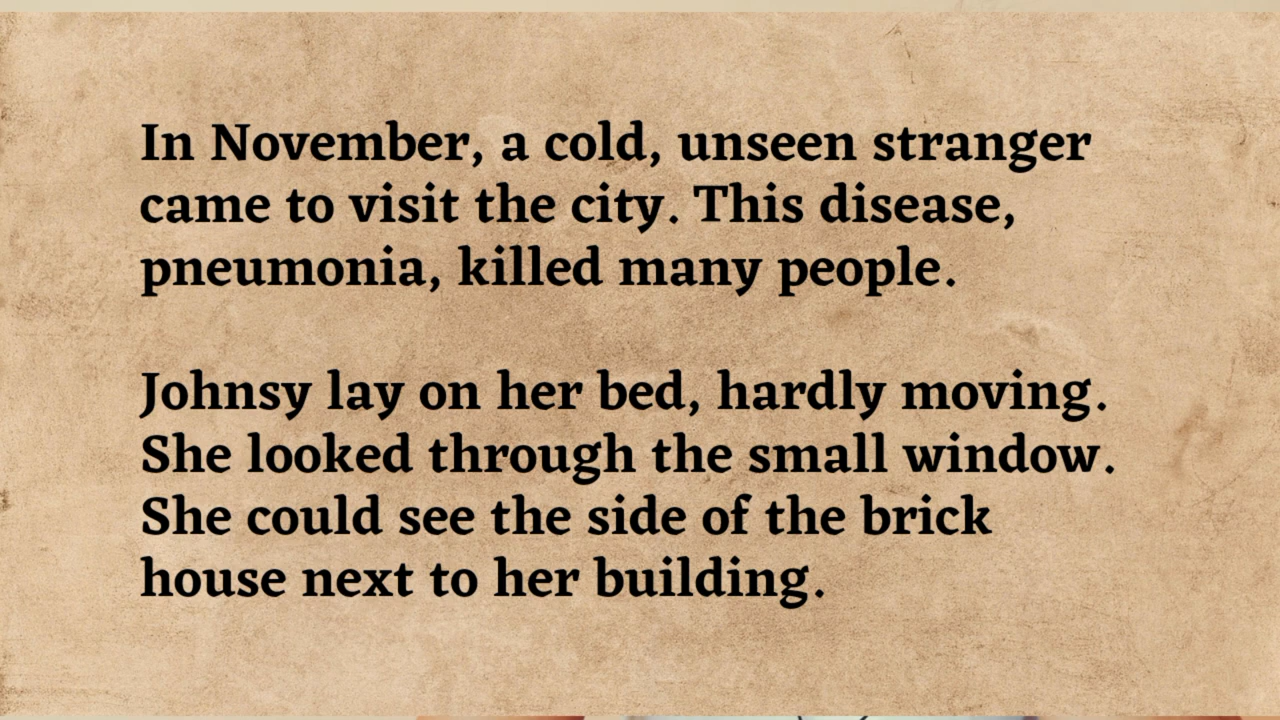 In November, a cold, unseen stranger
came to visit the city. This disease,
pneumonia, killed many people.
Johnsy lay on her bed, hardly moving.
She looked through the small window.
She could see the side of the brick
house next to her building.